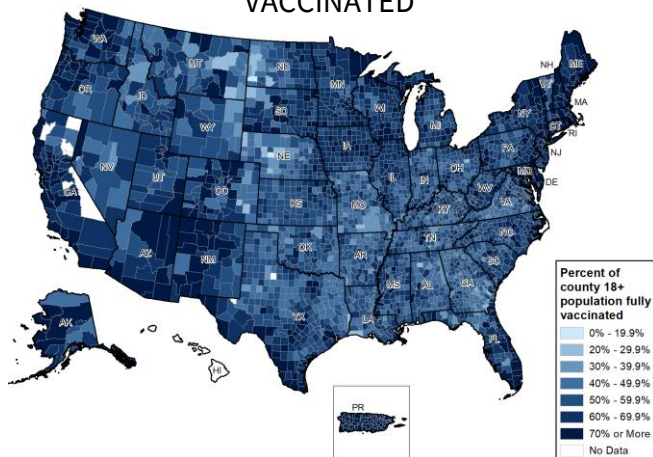 VACCINATED
WA
MT
ND
MN
OR
ID
WY
SD
WI
MI
NH
VT
ME
NY
MA
CT
RI
NV
UT
CO
NE
IA
IL
IN
OH
PA
NJ
MD
DE
CA
KS
MO
KY
WV
VA
AZ
NM
OK
AR
TN
NC
SC
TX
LA
MS
AL
GA
FL
AK
HI
PR
Percent of
county 18+
population fully
vaccinated
0% - 19.9%
20% - 29.9%
30% - 39.9%
40% - 49.9%
50% - 59.9%
60% - 69.9%
70% or More
No Data